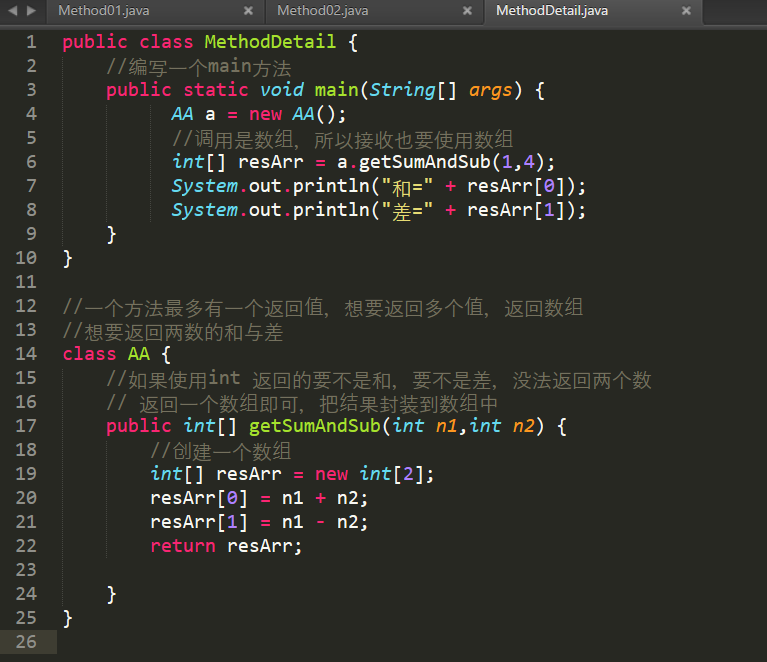 Method01.java × Method02.java × MethodDetail.java ×
1 public class MethodDetail {
2 //编写一个main方法
3 public static void main(String[] args) {
4 AA a = new AA();
5 //调用是数组, 所以接收也要使用数组
6 int[] resArr = a.getSumAndSub(1,4);
7 System.out.println("和=" + resArr[0]);
8 System.out.println("差=" + resArr[1]);
9 }
10 }
11
12 //一个方法最多有一个返回值, 想要返回多个值, 返回数组
13 //想要返回两数的和与差
14 class AA {
15 //如果使用int 返回的要不是和, 要不是差, 没法返回两个数
16 // 返回一个数组即可, 把结果封装到数组中
17 public int[] getSumAndSub(int n1,int n2) {
18 //创建一个数组
19 int[] resArr = new int[2];
20 resArr[0] = n1 + n2;
21 resArr[1] = n1 - n2;
22 return resArr;
23
24 }
25 }
26